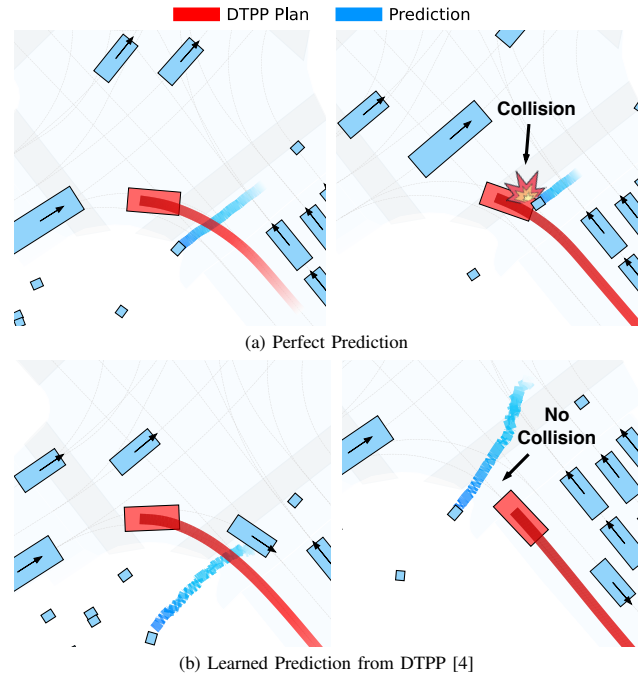 DTPP Plan
Prediction
Collision
(a) Perfect Prediction
No
Collision
(b) Learned Prediction from DTPP [4]